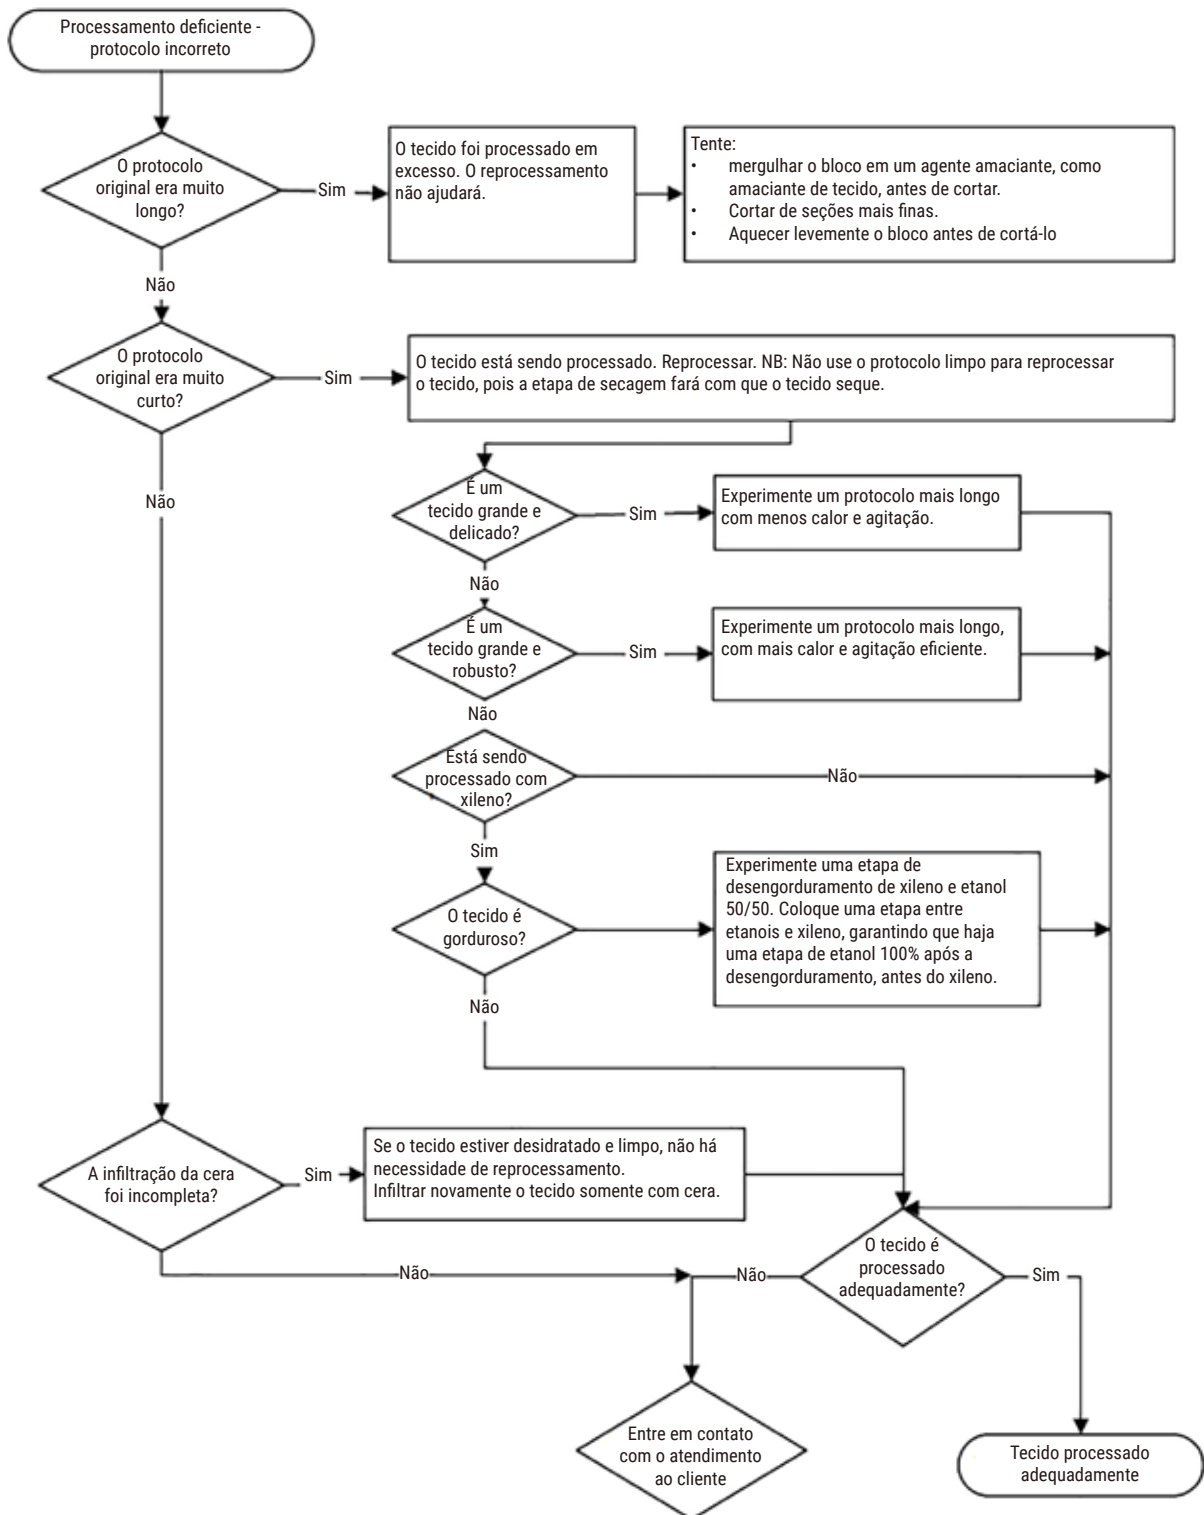 Processamento deficiente -
protocolo incorreto
O protocolo
original era muito
longo?
Sim
O tecido foi processado em
excesso. O reprocessamento
não ajudará.
Tente:
• mergulhar o bloco em um agente amaciante, como
amaciante de tecido, antes de cortar.
• Cortar de seções mais finas.
• Aquecer levemente o bloco antes de cortá-lo
Não
O protocolo
original era muito
curto?
Sim
O tecido está sendo processado. Reprocessar. NB: Não use o protocolo limpo para reprocessar
o tecido, pois a etapa de secagem fará com que o tecido seque.
Não
É um
tecido grande e
delicado?
Sim
Experimente um protocolo mais longo
com menos calor e agitação.
Não
É um
tecido grande e
robusto?
Sim
Experimente um protocolo mais longo,
com mais calor e agitação eficiente.
Não
Está sendo
processado com
xileno?
Não
Sim
O tecido é
gorduroso?
Experimente uma etapa de
desengorduramento de xileno e etanol
50/50. Coloque uma etapa entre
etanois e xileno, garantindo que haja
uma etapa de etanol 100% após a
desengorduramento, antes do xileno.
Não
A infiltração da cera
foi incompleta?
Sim
Se o tecido estiver desidratado e limpo, não há
necessidade de reprocessamento.
Infiltrar novamente o tecido somente com cera.
Não
O tecido é
processado
adequadamente?
Não
Sim
Entre em contato
com o atendimento
ao cliente
Tecido processado
adequadamente